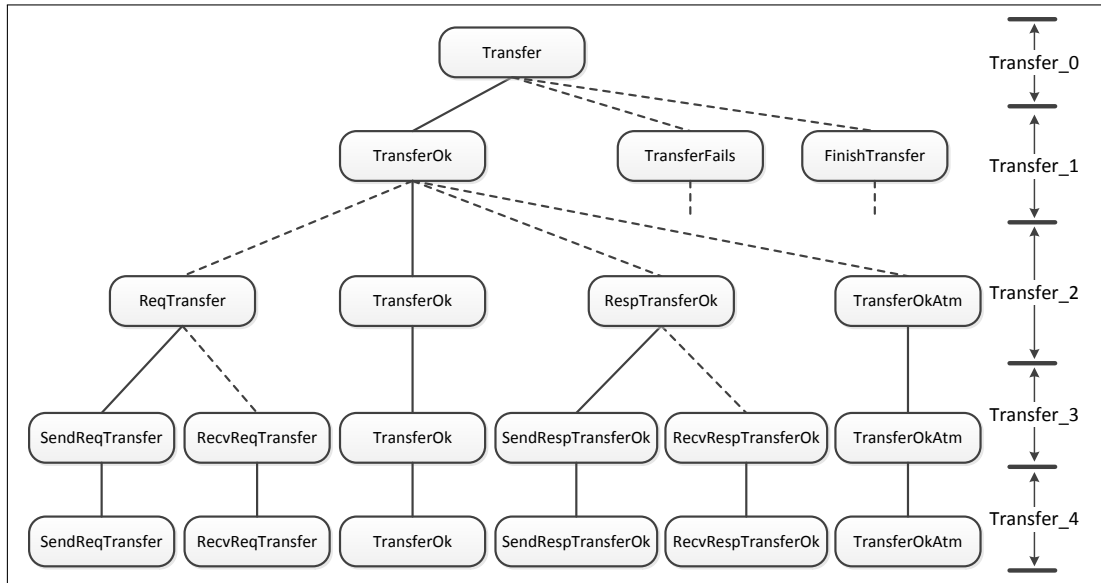 Transfer
Transfer_0
TransferOk
TransferFails
FinishTransfer
Transfer_1
ReqTransfer
TransferOk
RespTransferOk
TransferOkAtm
Transfer_2
SendReqTransfer
RecvReqTransfer
TransferOk
SendRespTransferOk
RecvRespTransferOk
TransferOkAtm
Transfer_3
SendReqTransfer
RecvReqTransfer
TransferOk
SendRespTransferOk
RecvRespTransferOk
TransferOkAtm
Transfer_4